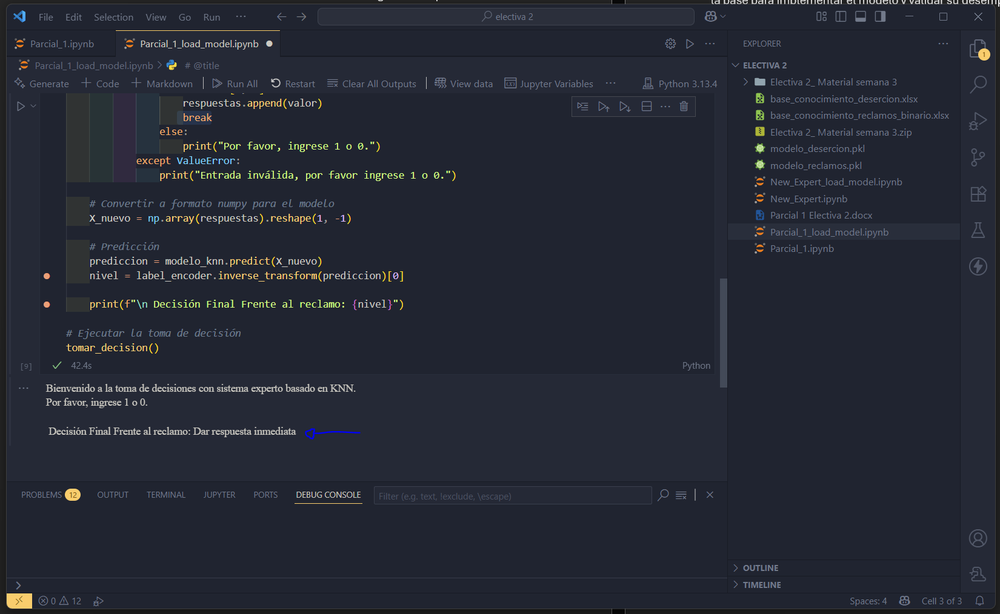 la base para implementar el modelo y validar su desemp
File Edit Selection View Go Run ···
electiva 2
Parcial_1.ipynb
Parcial_1_load_model.ipynb
EXPLORER
Parcial_1_load_model.ipynb > # @title
ELECTIVA 2
Generate + Code + Markdown Run All Restart Clear All Outputs View data Jupyter Variables ··· Python 3.13.4
respuestas.append(valor)
break
else:
print("Por favor, ingrese 1 o 0.")
except ValueError:
print("Entrada inválida, por favor ingrese 1 o 0.")
# Convertir a formato numpy para el modelo
X_nuevo = np.array(respuestas).reshape(1, -1)
# Predicción
prediccion = modelo_knn.predict(X_nuevo)
nivel = label_encoder.inverse_transform(prediccion)[0]
print(f"\n Decisión Final Frente al reclamo: {nivel}")
# Ejecutar la toma de decisión
tomar_decision()
[9] 42.4s Python
Bienvenido a la toma de decisiones con sistema experto basado en KNN.
Por favor, ingrese 1 o 0.
Decisión Final Frente al reclamo: Dar respuesta inmediata
Electiva 2_ Material semana 3
base_conocimiento_desercion.xlsx
base_conocimiento_reclamos_binario.xlsx
Electiva 2_ Material semana 3.zip
modelo_desercion.pkl
modelo_reclamos.pkl
New_Expert_load_model.ipynb
New_Expert.ipynb
Parcial 1 Electiva 2.docx
Parcial_1_load_model.ipynb
Parcial_1.ipynb
1
PROBLEMS 12 OUTPUT TERMINAL JUPYTER PORTS DEBUG CONSOLE
Filter (e.g. text, !exclude, \escape)
OUTLINE
TIMELINE
0 12
Spaces: 4 Cell 3 of 3